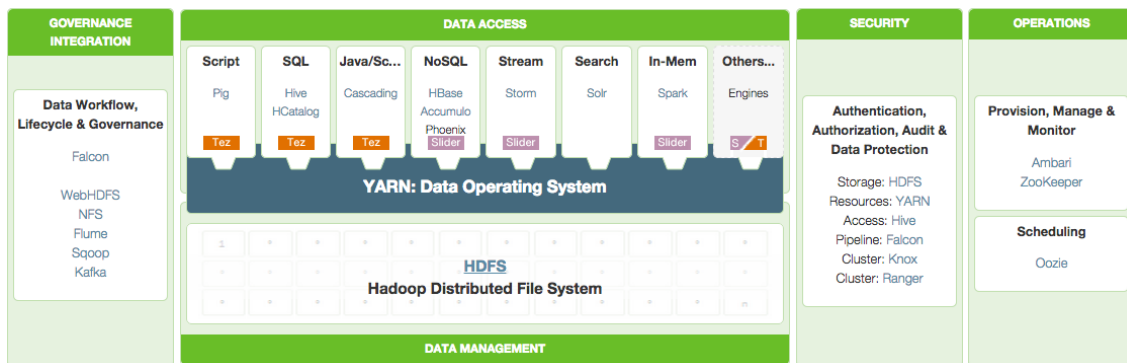 GOVERNANCE
INTEGRATION
Data Workflow,
Lifecycle & Governance
Falcon
WebHDFS
NFS
Flume
Sqoop
Kafka
DATA ACCESS
Script
Pig
Tez
SQL
Hive
HCatalog
Tez
Java/Sc...
Cascading
Tez
NoSQL
HBase
Accumulo
Phoenix
Slider
Stream
Storm
Slider
Search
Solr
In-Mem
Spark
Slider
Others...
Engines
S T
YARN: Data Operating System
1
HDFS
Hadoop Distributed File System
n
DATA MANAGEMENT
SECURITY
Authentication,
Authorization, Audit &
Data Protection
Storage: HDFS
Resources: YARN
Access: Hive
Pipeline: Falcon
Cluster: Knox
Cluster: Ranger
OPERATIONS
Provision, Manage &
Monitor
Ambari
ZooKeeper
Scheduling
Oozie